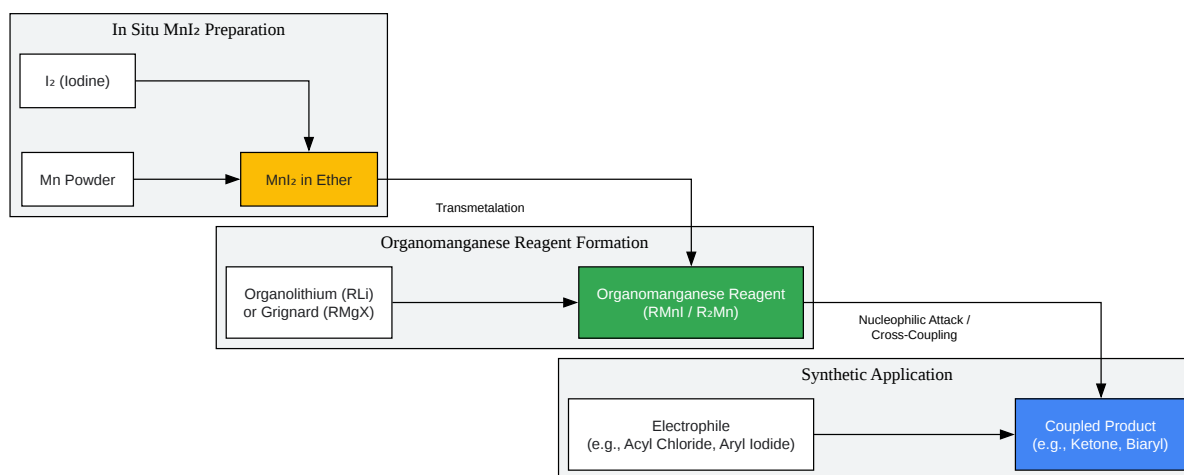 In Situ MnI₂ Preparation
I₂ (Iodine)
Mn Powder
MnI₂ in Ether
Transmetalation
Organomanganese Reagent Formation
Organolithium (RLi)
or Grignard (RMgX)
Organomanganese Reagent
(RMnI / R₂Mn)
Nucleophilic Attack /
Cross-Coupling
Synthetic Application
Electrophile
(e.g., Acyl Chloride, Aryl Iodide)
Coupled Product
(e.g., Ketone, Biaryl)